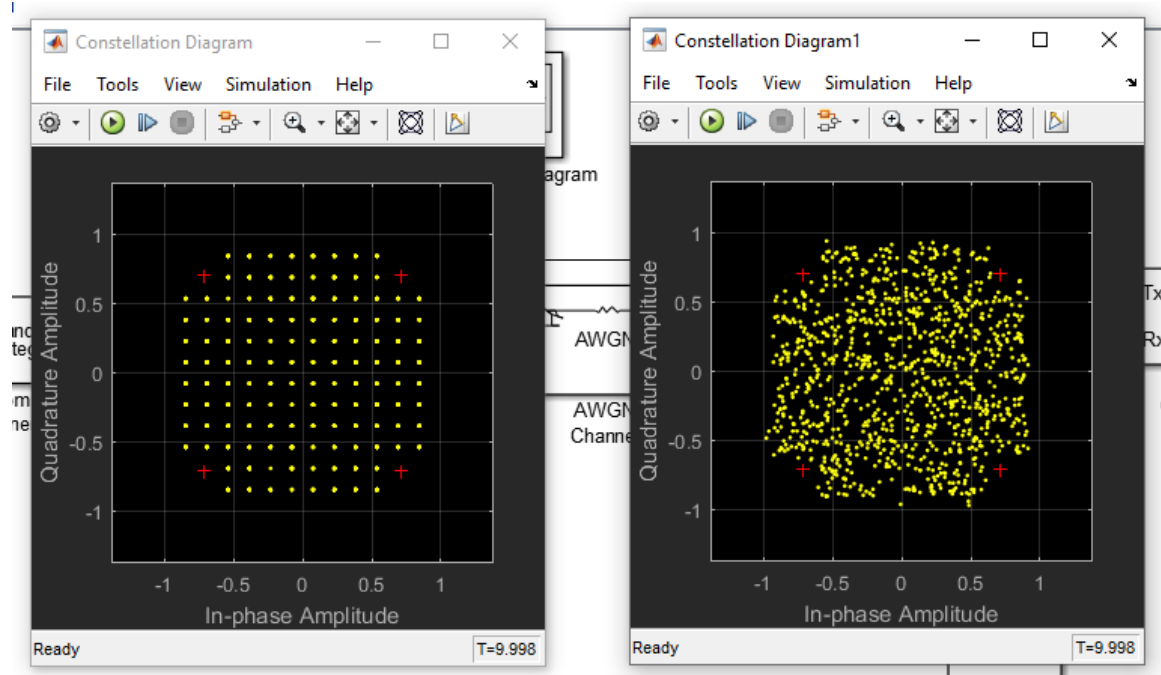 Constellation Diagram
File Tools View Simulation Help
1
0.5
0
-0.5
-1
Quadrature Amplitude
-1 -0.5 0 0.5 1
In-phase Amplitude
Ready T=9.998
agram
AWGN
AWGN
Channe
Constellation Diagram1
File Tools View Simulation Help
1
0.5
0
-0.5
-1
Quadrature Amplitude
-1 -0.5 0 0.5 1
In-phase Amplitude
Ready T=9.998
Tx
Rx